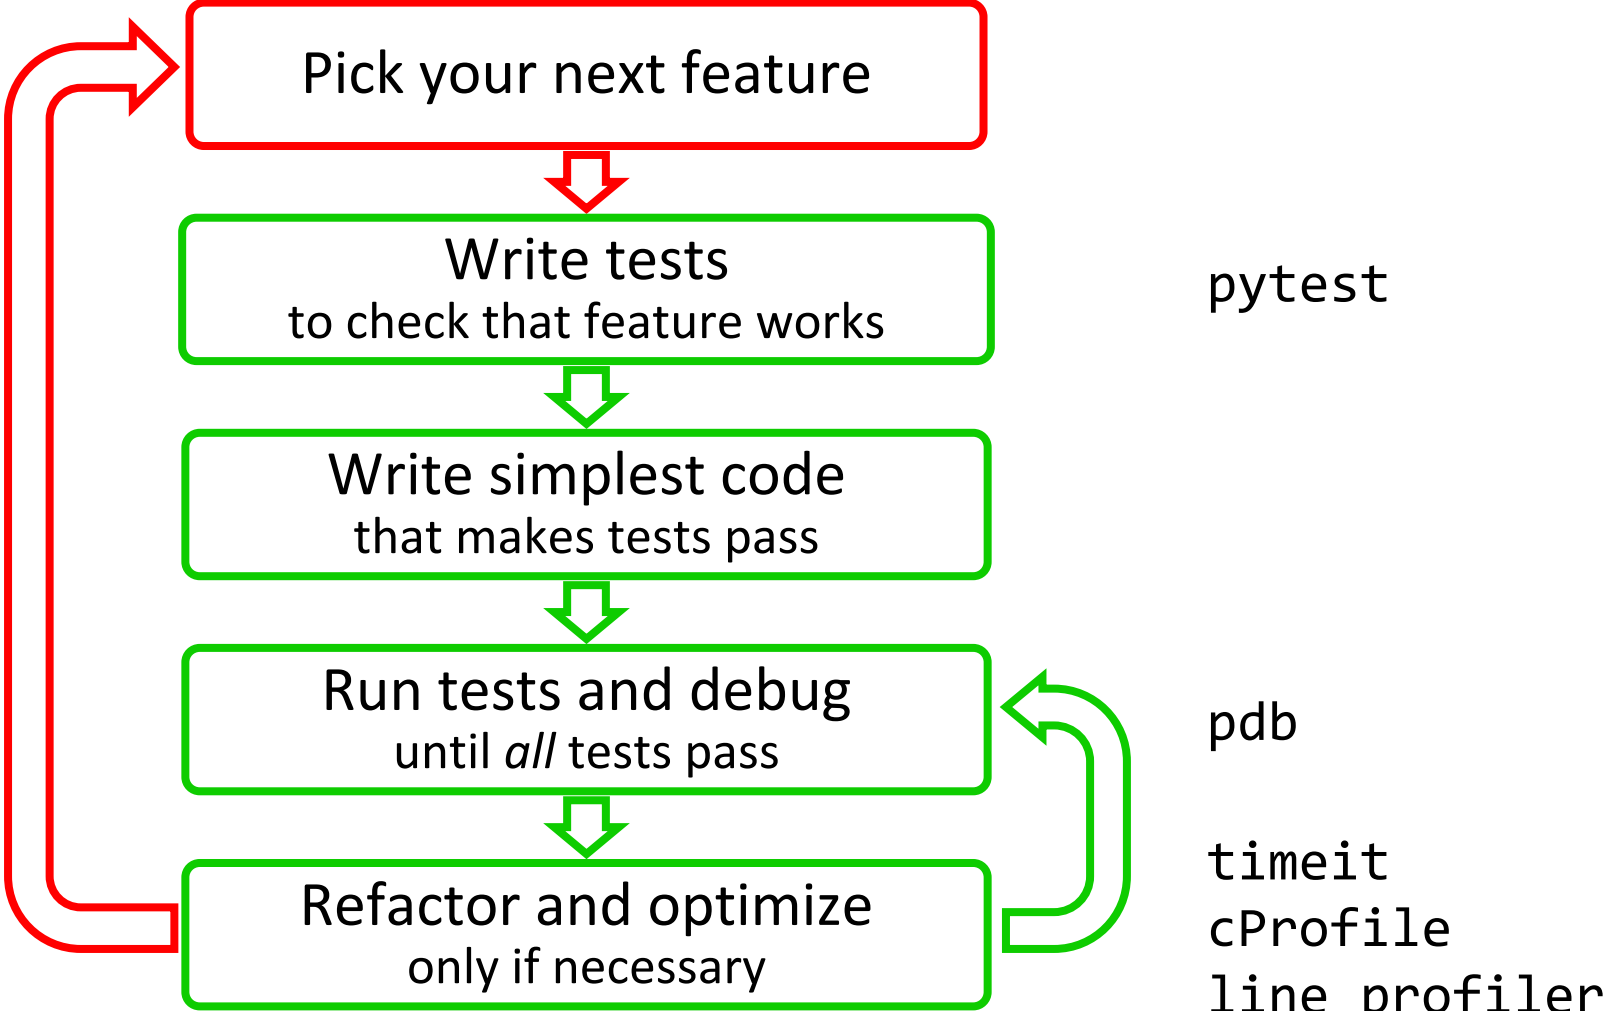 Pick your next feature
Write tests
to check that feature works
pytest
Write simplest code
that makes tests pass
Run tests and debug
until all tests pass
pdb
Refactor and optimize
only if necessary
timeit
cProfile
line_profiler